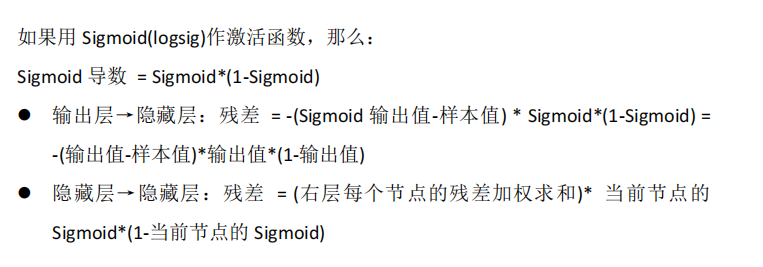 如果用 Sigmoid(logsig)作激活函数，那么：
Sigmoid 导数 = Sigmoid*(1-Sigmoid)
● 输出层→隐藏层：残差 = -(Sigmoid 输出值-样本值) * Sigmoid*(1-Sigmoid) =
-(输出值-样本值)*输出值*(1-输出值)
● 隐藏层→隐藏层：残差 = (右层每个节点的残差加权求和)* 当前节点的
Sigmoid*(1-当前节点的 Sigmoid)